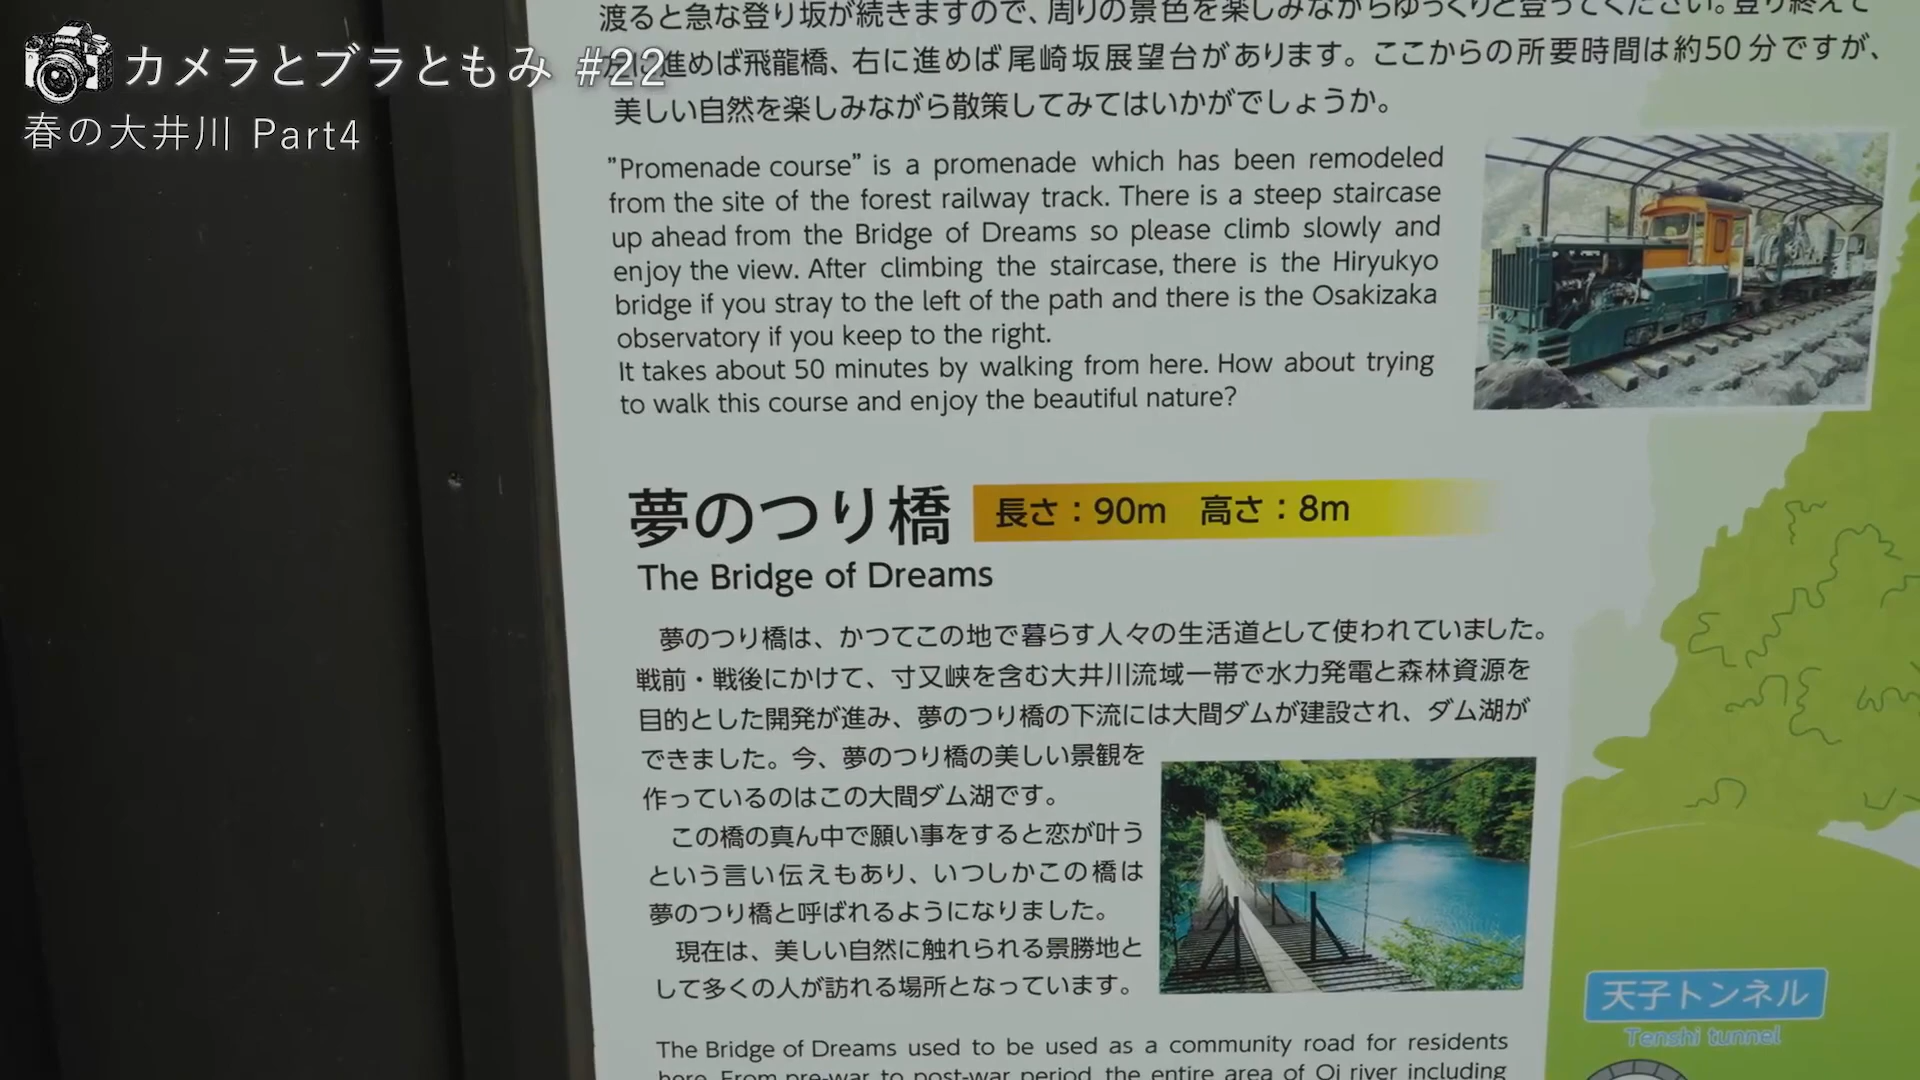 カメラとブラともみ #22
春の大井川 Part4
渡ると急な登り坂が続きますので、周りの景色を楽しみながらゆっくりと登ってください。登り終えて
左に進めば飛龍橋、右に進めば尾崎坂展望台があります。ここからの所要時間は約50分ですが、
美しい自然を楽しみながら散策してみてはいかがでしょうか。
”Promenade course” is a promenade which has been remodeled
from the site of the forest railway track. There is a steep staircase
up ahead from the Bridge of Dreams so please climb slowly and
enjoy the view. After climbing the staircase, there is the Hiryukyo
bridge if you stray to the left of the path and there is the Osakizaka
observatory if you keep to the right.
It takes about 50 minutes by walking from here. How about trying
to walk this course and enjoy the beautiful nature?
夢のつり橋 長さ：90m 高さ：8m
The Bridge of Dreams
夢のつり橋は、かつてこの地で暮らす人々の生活道として使われていました。
戦前・戦後にかけて、寸又峡を含む大井川流域一帯で水力発電と森林資源を
目的とした開発が進み、夢のつり橋の下流には大間ダムが建設され、ダム湖が
できました。今、夢のつり橋の美しい景観を
作っているのはこの大間ダム湖です。
この橋の真ん中で願い事をすると恋が叶う
という言い伝えもあり、いつしかこの橋は
夢のつり橋と呼ばれるようになりました。
現在は、美しい自然に触れられる景勝地と
して多くの人が訪れる場所となっています。
The Bridge of Dreams used to be used as a community road for residents
here. From pre-war to post-war period, the entire area of Oi river including
天子トンネル
Tenshi tunnel